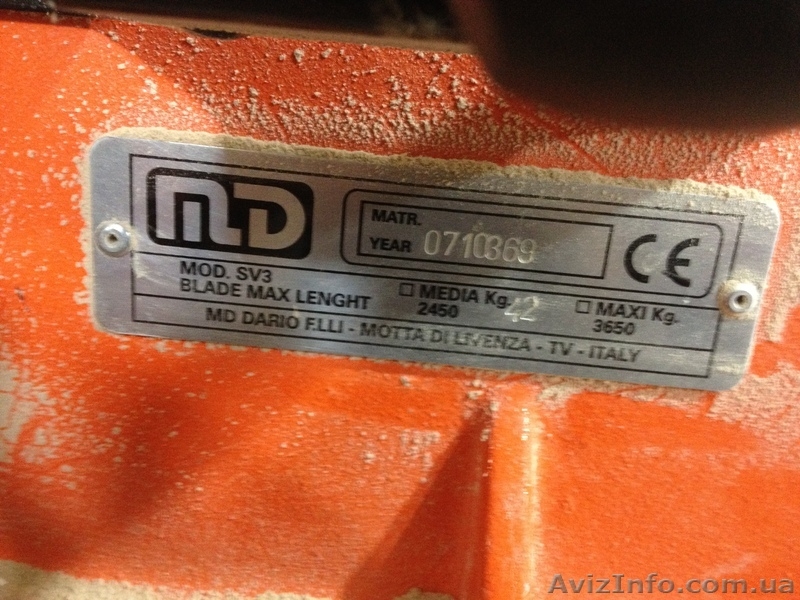 MD
MATR.
YEAR 0710369
CE
MOD. SV3
BLADE MAX LENGHT
MEDIA Kg. 42
2450
MAXI Kg.
3650
MD DARIO F.LLI - MOTTA DI LIVENZA - TV - ITALY
AvizInfo.com.ua